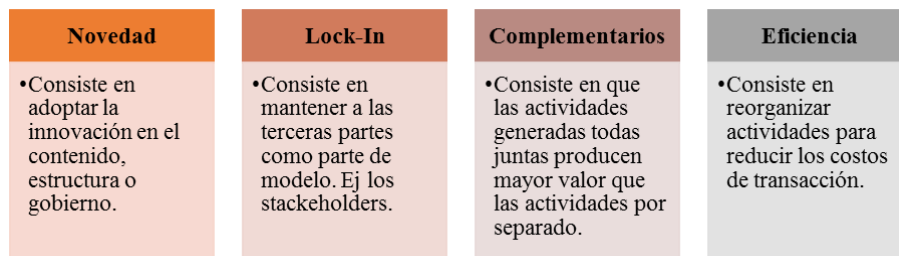 Novedad
•Consiste en
adoptar la
innovación en el
contenido,
estructura o
gobierno.
Lock-In
•Consiste en
mantener a las
terceras partes
como parte de
modelo. Ej los
stackeholders.
Complementarios
•Consiste en que
las actividades
generadas todas
juntas producen
mayor valor que
las actividades por
separado.
Eficiencia
•Consiste en
reorganizar
actividades para
reducir los costos
de transacción.